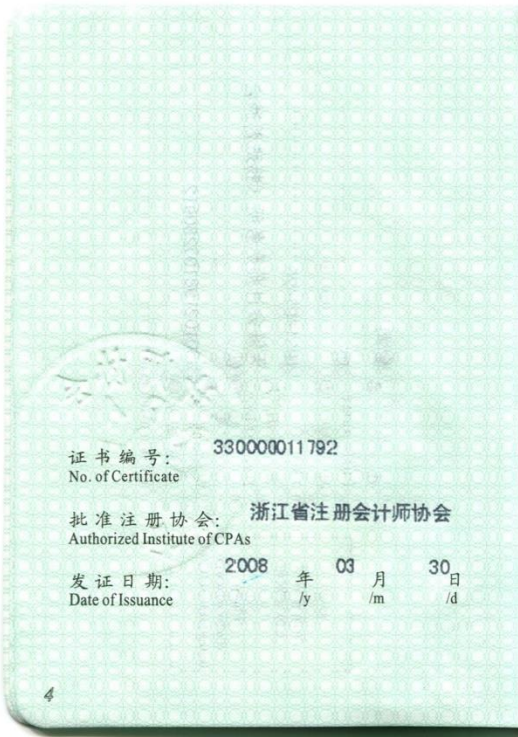 证书编号: 330000011792
No. of Certificate
批准注册协会: 浙江省注册会计师协会
Authorized Institute of CPAs
发证日期: 2008 年 03 月 30 日
Date of Issuance /y /m /d
4